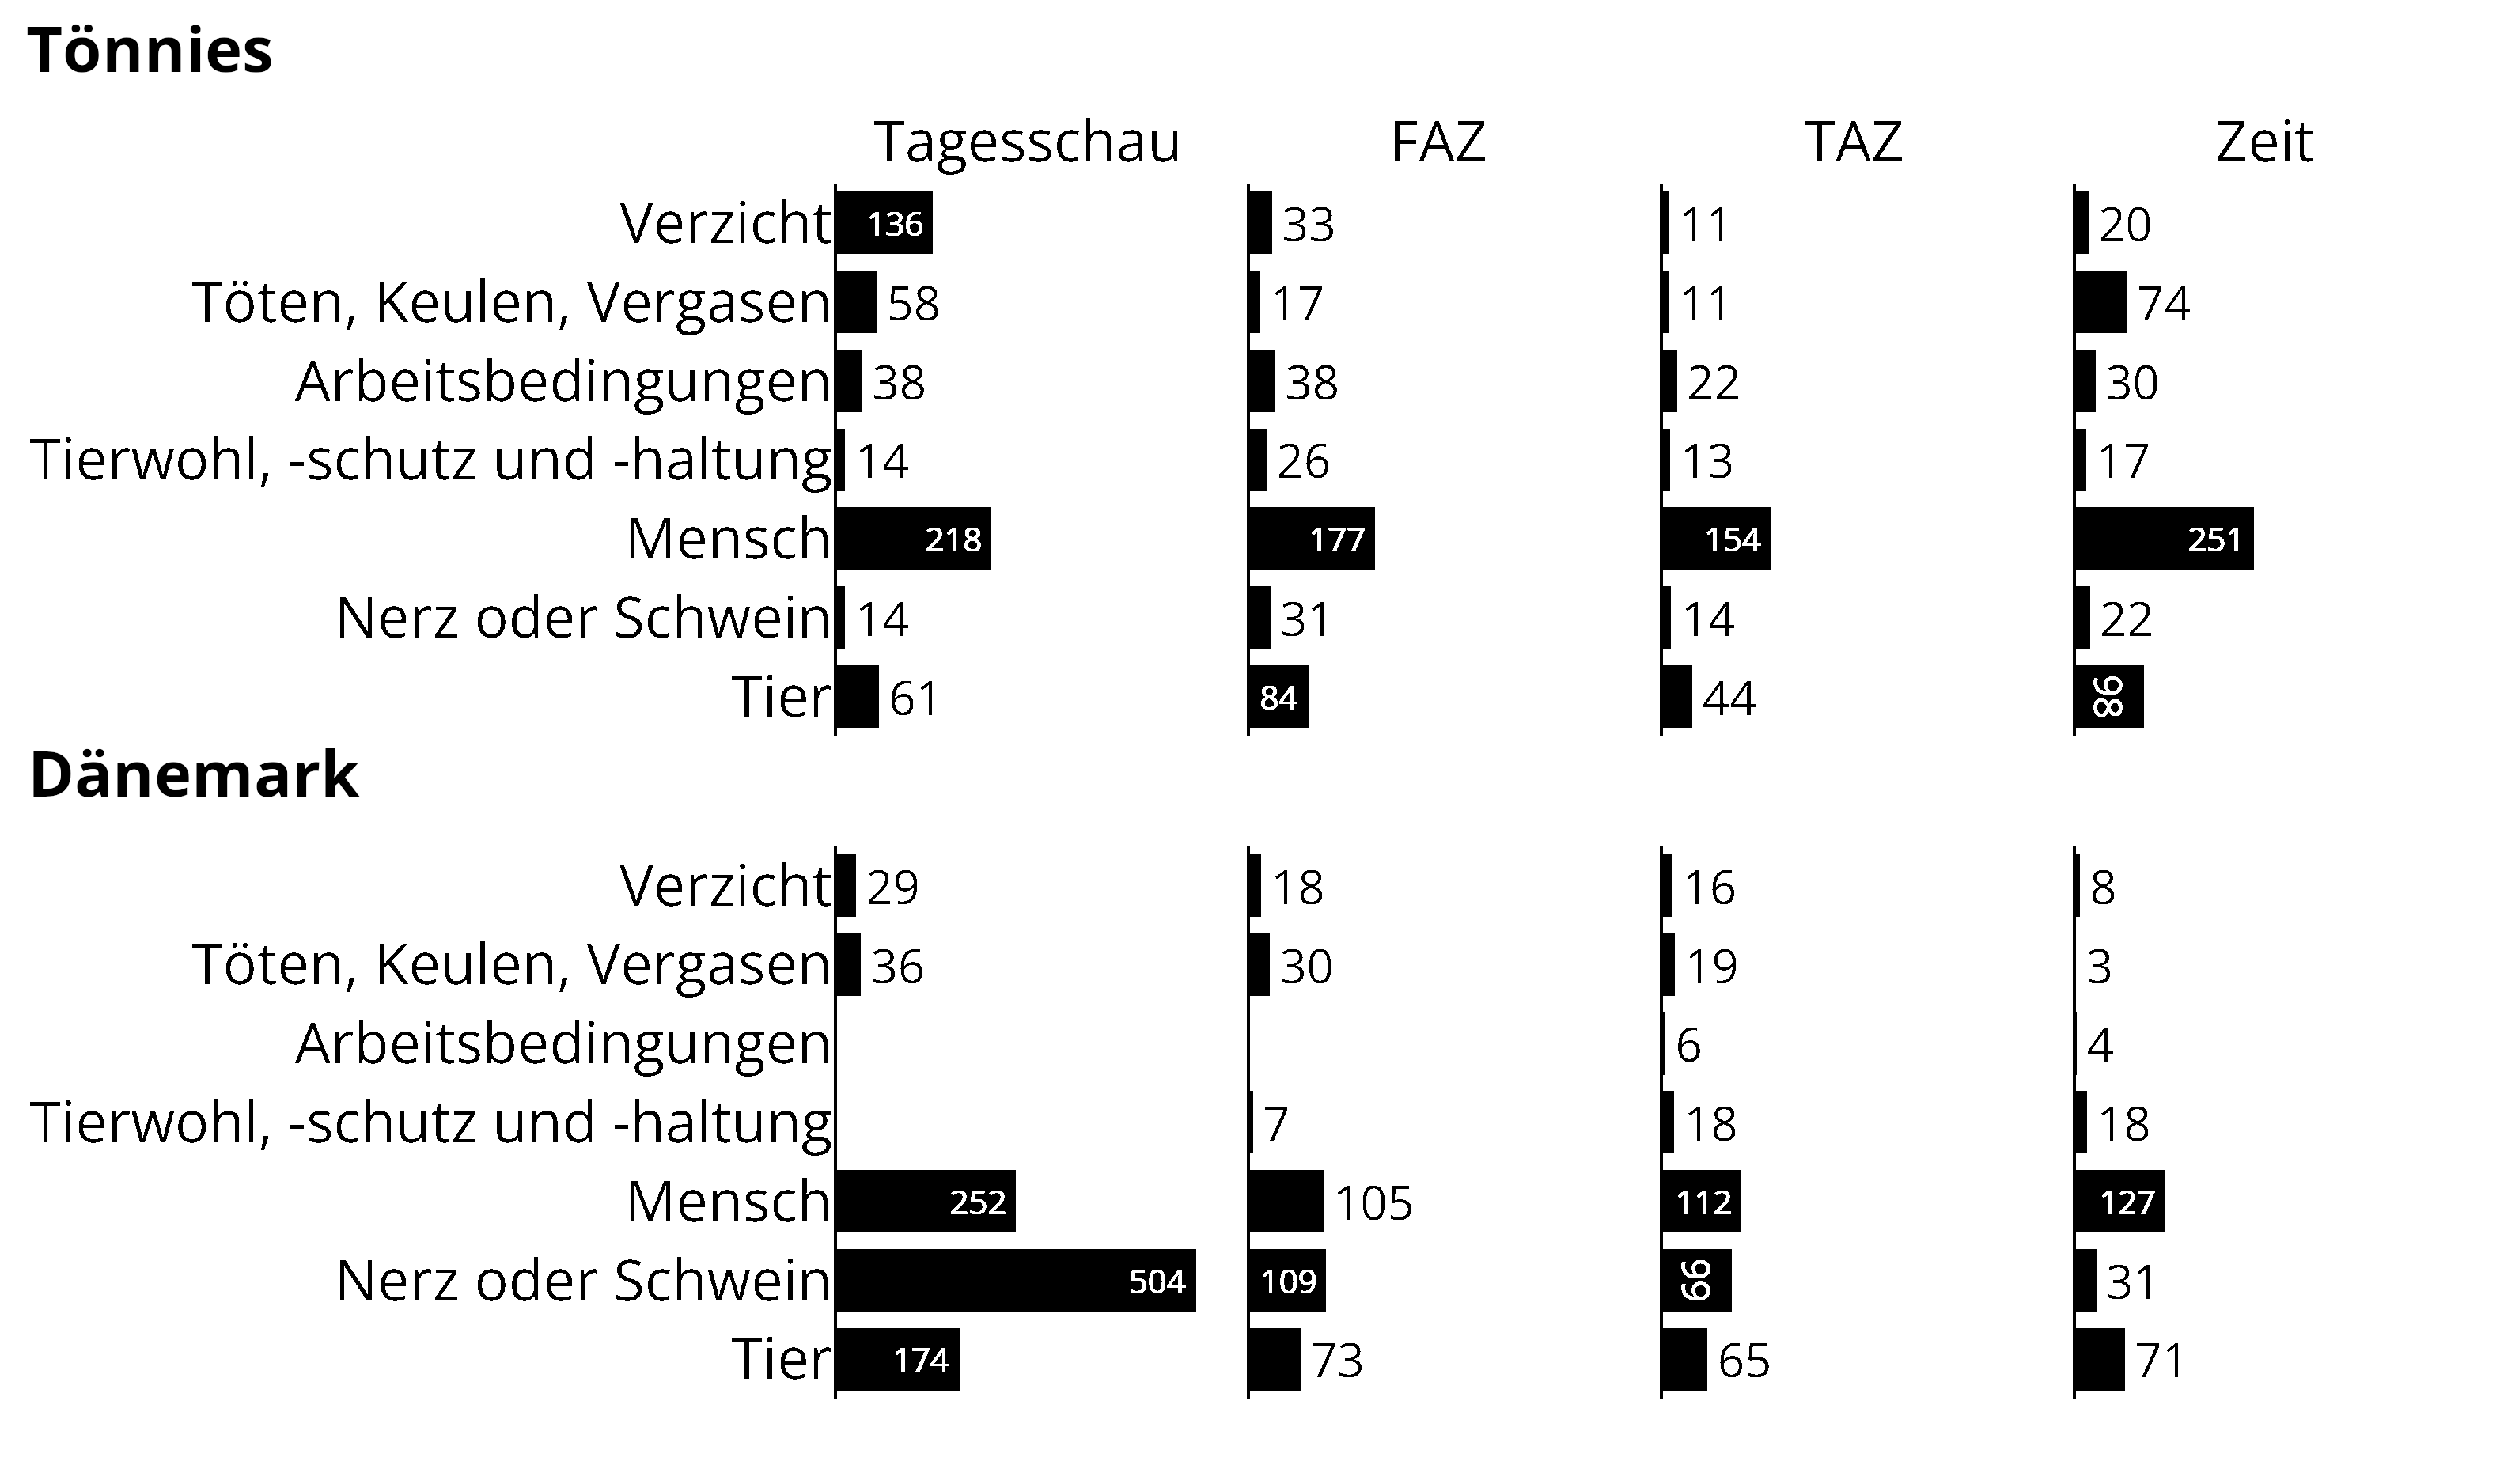 Tönnies
Tagesschau FAZ TAZ Zeit
Verzicht 136 33 11 20
Töten, Keulen, Vergasen 58 17 11 74
Arbeitsbedingungen 38 38 22 30
Tierwohl, -schutz und -haltung 14 26 13 17
Mensch 218 177 154 251
Nerz oder Schwein 14 31 14 22
Tier 61 84 44 98
Dänemark
Verzicht 29 18 16 8
Töten, Keulen, Vergasen 36 30 19 3
Arbeitsbedingungen 6 4
Tierwohl, -schutz und -haltung 7 18 18
Mensch 252 105 112 127
Nerz oder Schwein 504 109 99 31
Tier 174 73 65 71